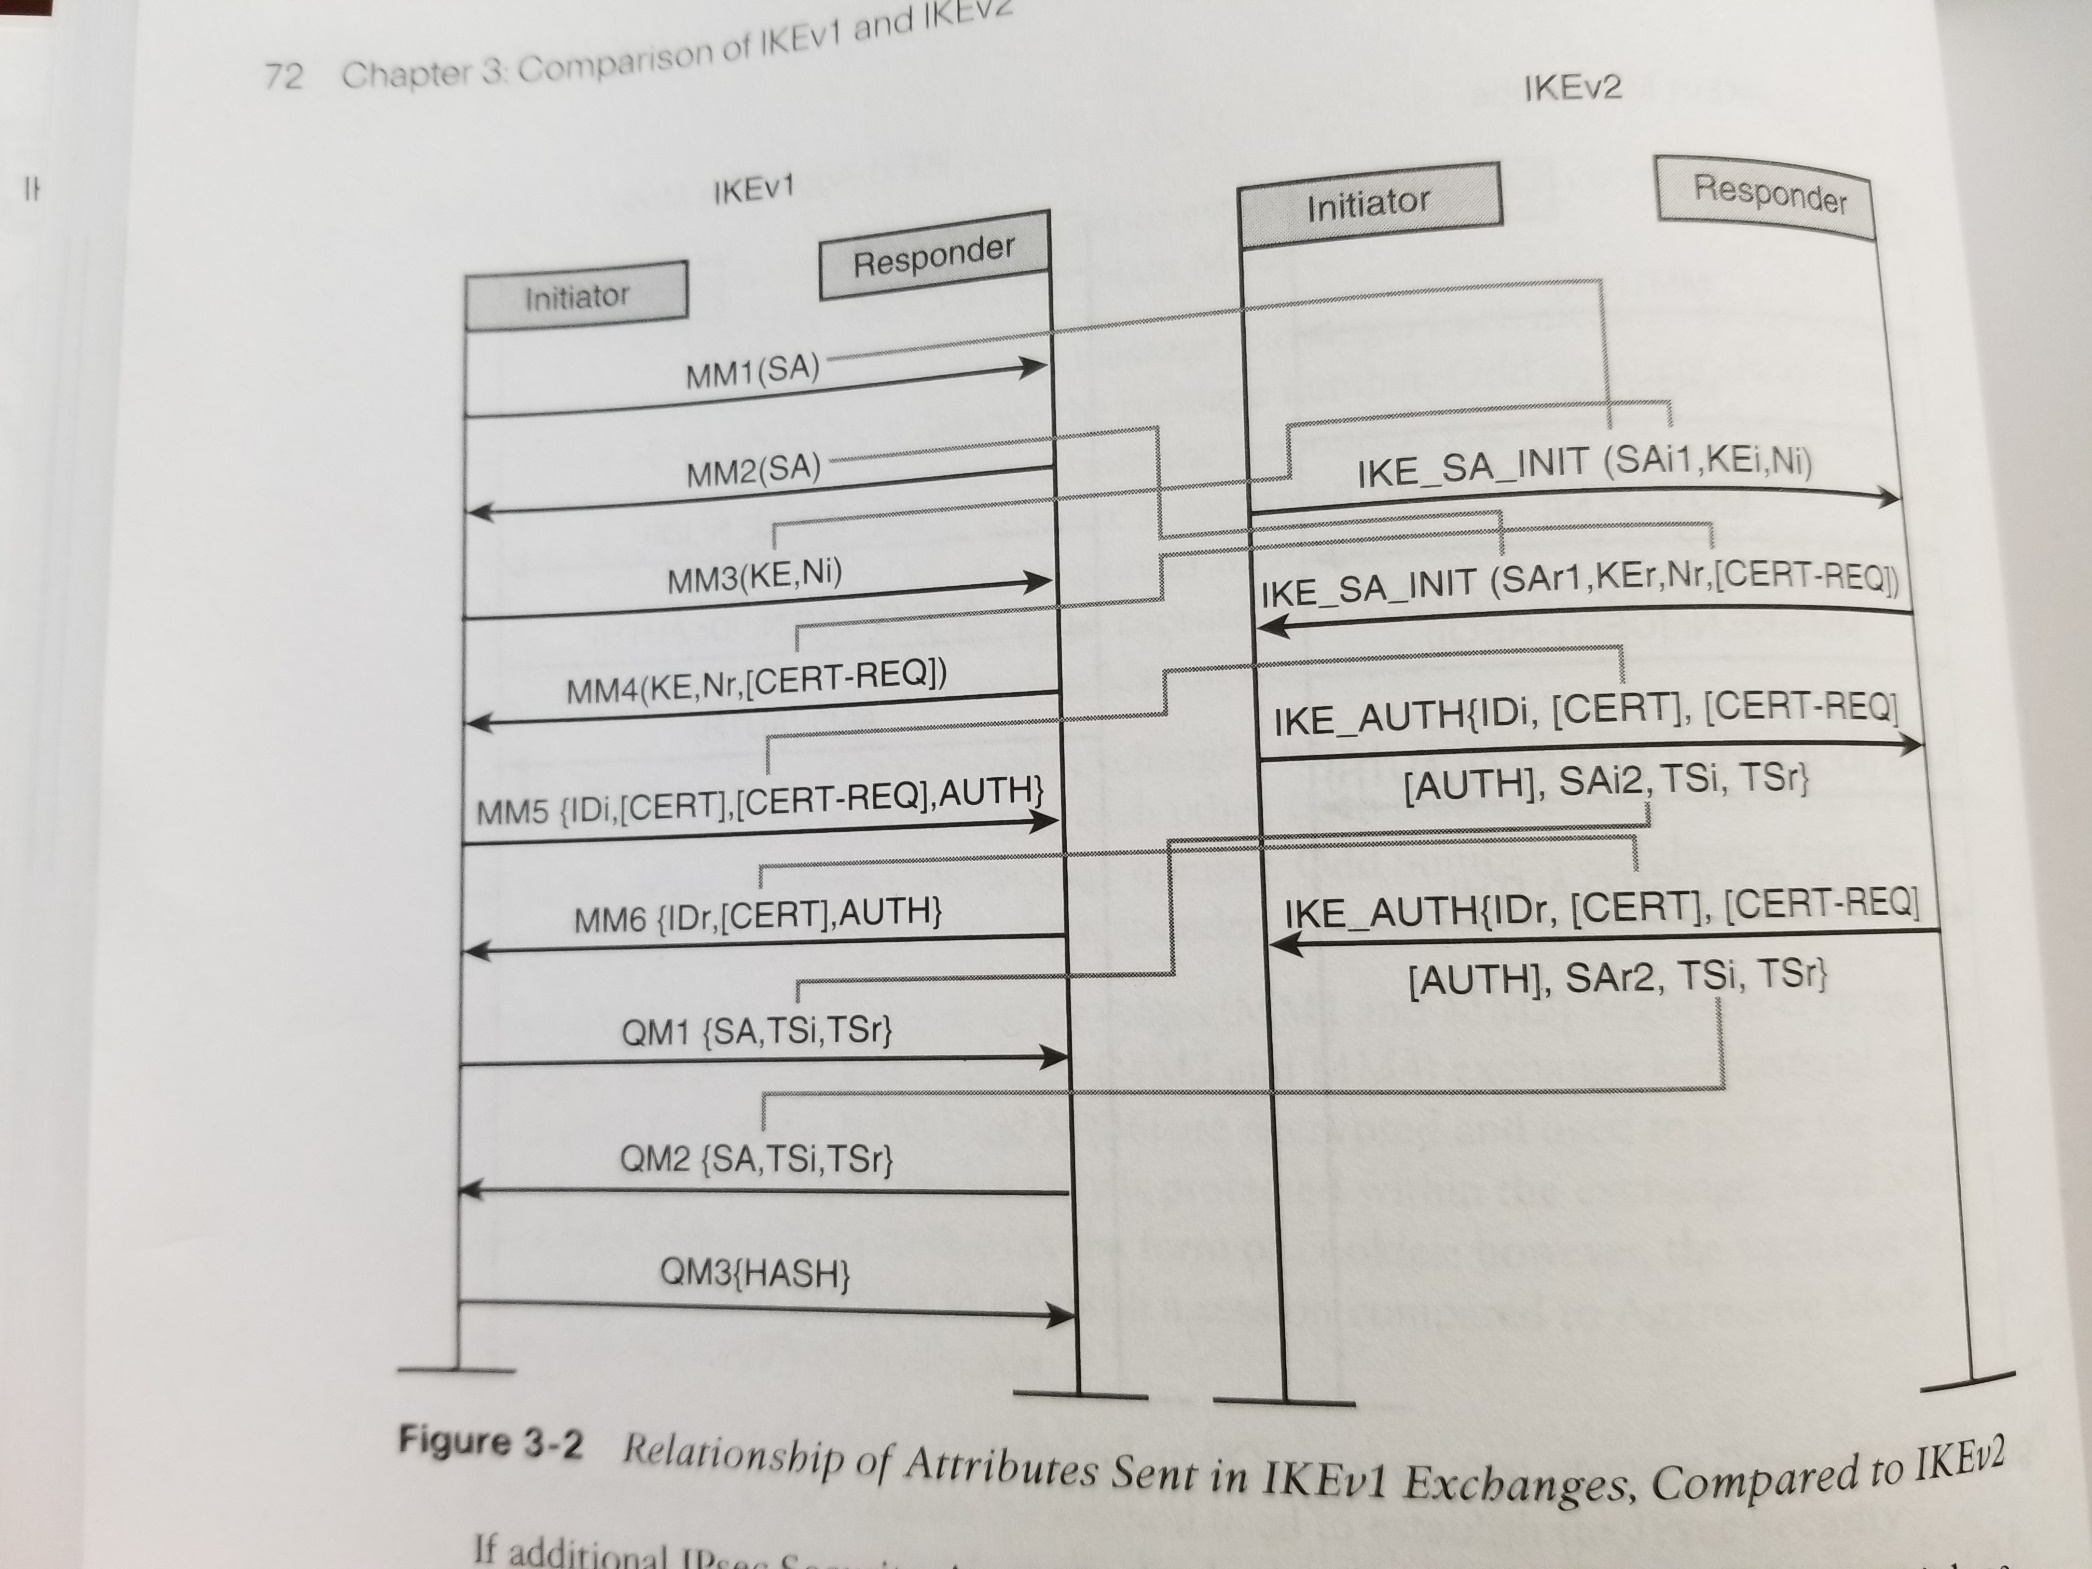 72 Chapter 3: Comparison of IKEv1 and IKEv2
IKEv1
Initiator
Responder
MM1(SA)
MM2(SA)
MM3(KE,Ni)
MM4(KE,Nr,[CERT-REQ])
MM5 {IDi,[CERT],[CERT-REQ],AUTH}
MM6 {IDr,[CERT],AUTH}
QM1 {SA,TSi,TSr}
QM2 {SA,TSi,TSr}
QM3{HASH}
IKEv2
Initiator
Responder
IKE_SA_INIT (SAi1,KEi,Ni)
IKE_SA_INIT (SAr1,KEr,Nr,[CERT-REQ])
IKE_AUTH{IDi, [CERT], [CERT-REQ]
[AUTH], SAi2, TSi, TSr}
IKE_AUTH{IDr, [CERT], [CERT-REQ]
[AUTH], SAr2, TSi, TSr}
Figure 3-2 Relationship of Attributes Sent in IKEv1 Exchanges, Compared to IKEv2
If additional IPsec